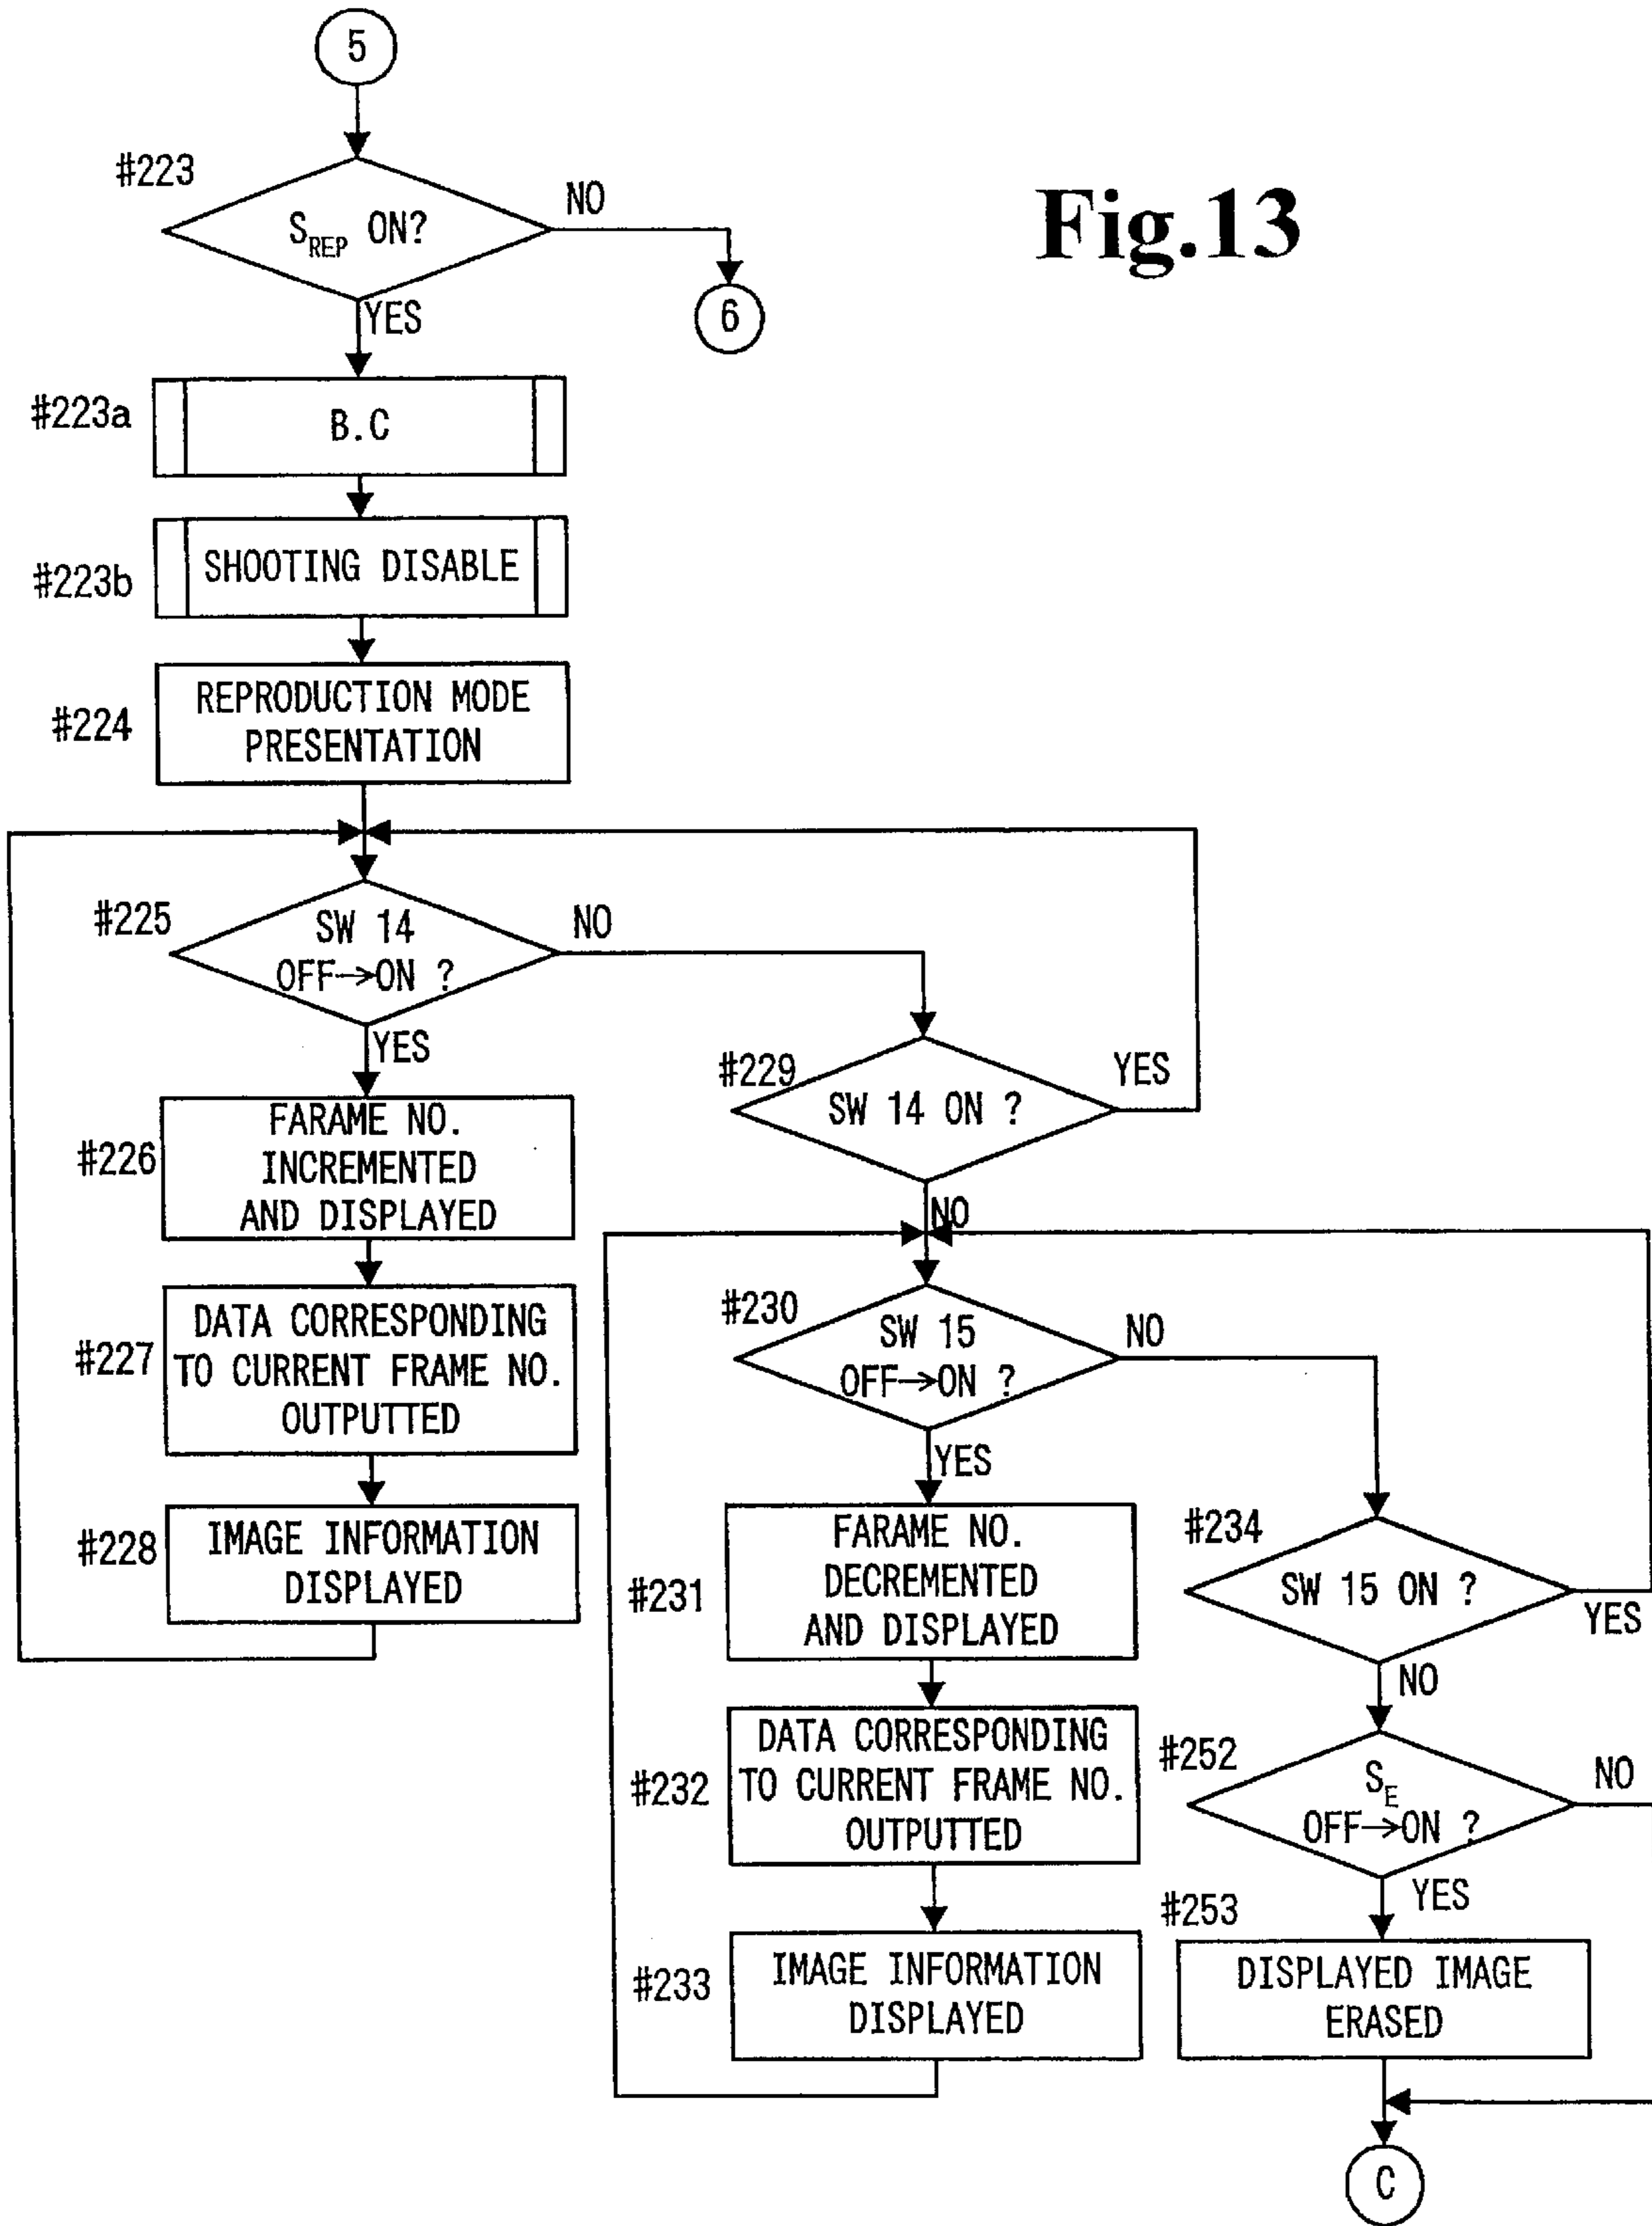 5
#223
S_REP ON?
NO
Fig.13
6
YES
#223a
B.C
#223b
SHOOTING DISABLE
#224
REPRODUCTION MODE
PRESENTATION
#225
SW 14
OFF→ON ?
NO
YES
#229
SW 14 ON ?
YES
NO
#226
FARAME NO.
INCREMENTED
AND DISPLAYED
#227
DATA CORRESPONDING
TO CURRENT FRAME NO.
OUTPUTTED
#228
IMAGE INFORMATION
DISPLAYED
#230
SW 15
OFF→ON ?
NO
YES
#231
FARAME NO.
DECREMENTED
AND DISPLAYED
#232
DATA CORRESPONDING
TO CURRENT FRAME NO.
OUTPUTTED
#233
IMAGE INFORMATION
DISPLAYED
#234
SW 15 ON ?
YES
NO
#252
S_E
OFF→ON ?
NO
YES
#253
DISPLAYED IMAGE
ERASED
C